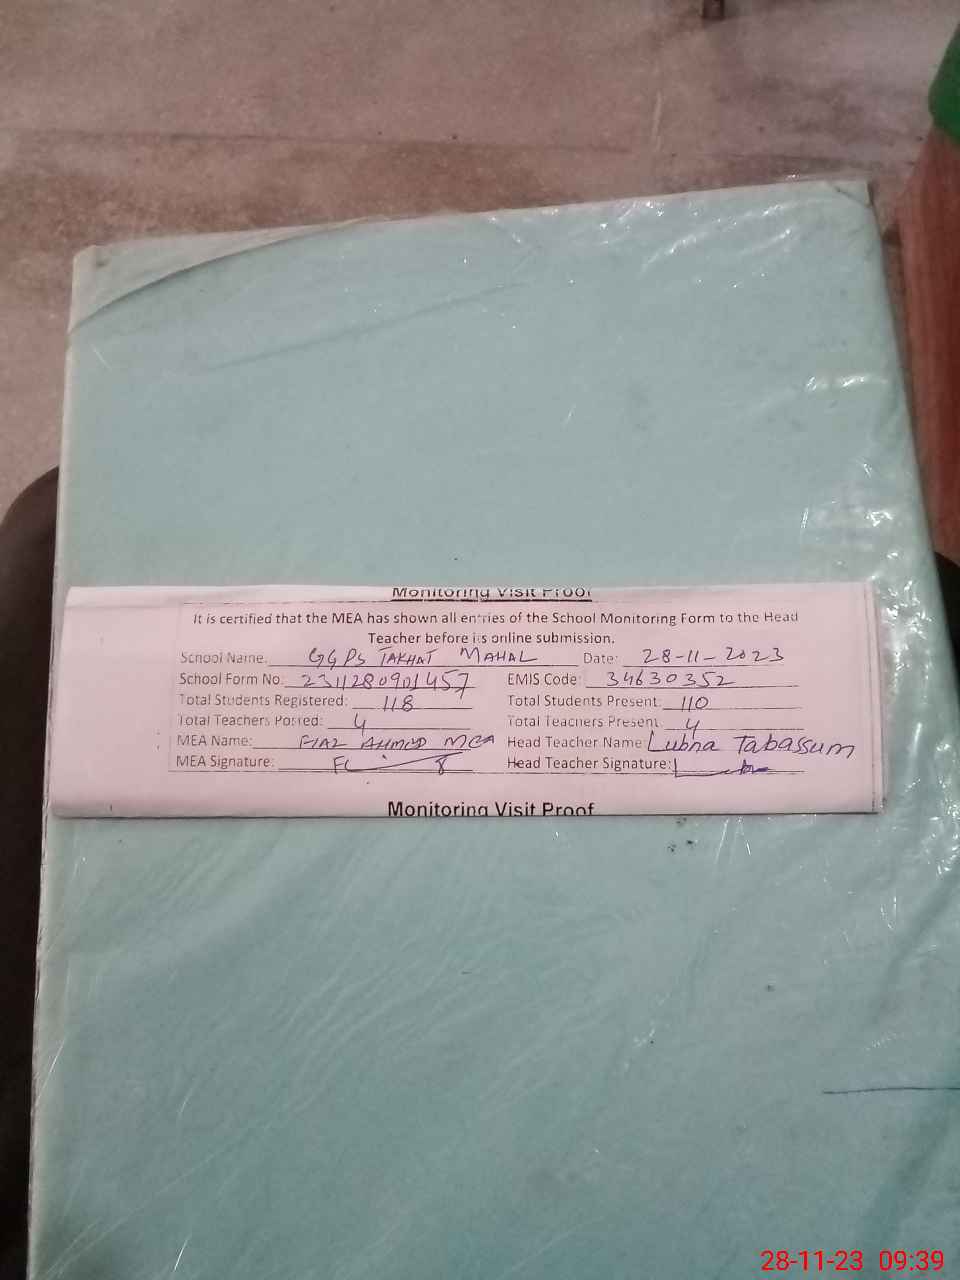 Monitoring Visit Proof
It is certified that the MEA has shown all entries of the School Monitoring Form to the Head
Teacher before its online submission.
School Name: GGPS TAKHAT MAHAL Date: 28-11-2023
School Form No: 2311280901457 EMIS Code: 34630352
Total Students Registered: 118 Total Students Present: 110
Total Teachers Posted: 4 Total Teachers Present 4
MEA Name: FIAZ AHMED MEA Head Teacher Name Lubna Tabassum
MEA Signature: Head Teacher Signature:
Monitoring Visit Proof
28-11-23 09:39